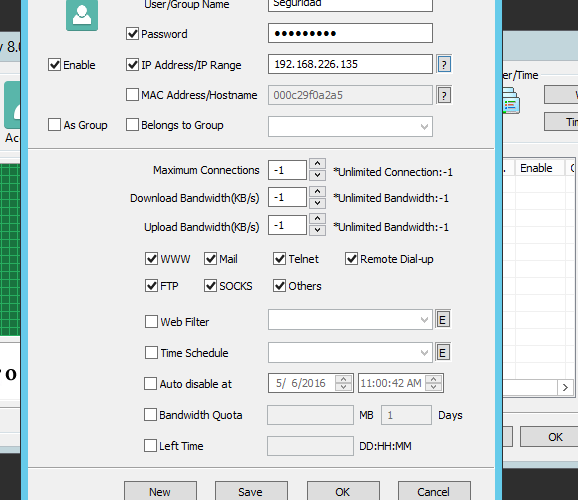 User/Group Name Seguridad
Password •••••••••
Enable IP Address/IP Range 192.168.226.135 ?
MAC Address/Hostname 000c29f0a2a5 ?
As Group Belongs to Group
Maximum Connections -1 *Unlimited Connection:-1
Download Bandwidth(KB/s) -1 *Unlimited Bandwidth:-1
Upload Bandwidth(KB/s) -1 *Unlimited Bandwidth:-1
WWW Mail Telnet Remote Dial-up
FTP SOCKS Others
Web Filter E
Time Schedule E
Auto disable at 5/ 6/2016 11:00:42 AM
Bandwidth Quota MB 1 Days
Left Time DD:HH:MM
New Save OK Cancel
y 8.0
Ac
r o
er/Time
Tim
Enable
OK